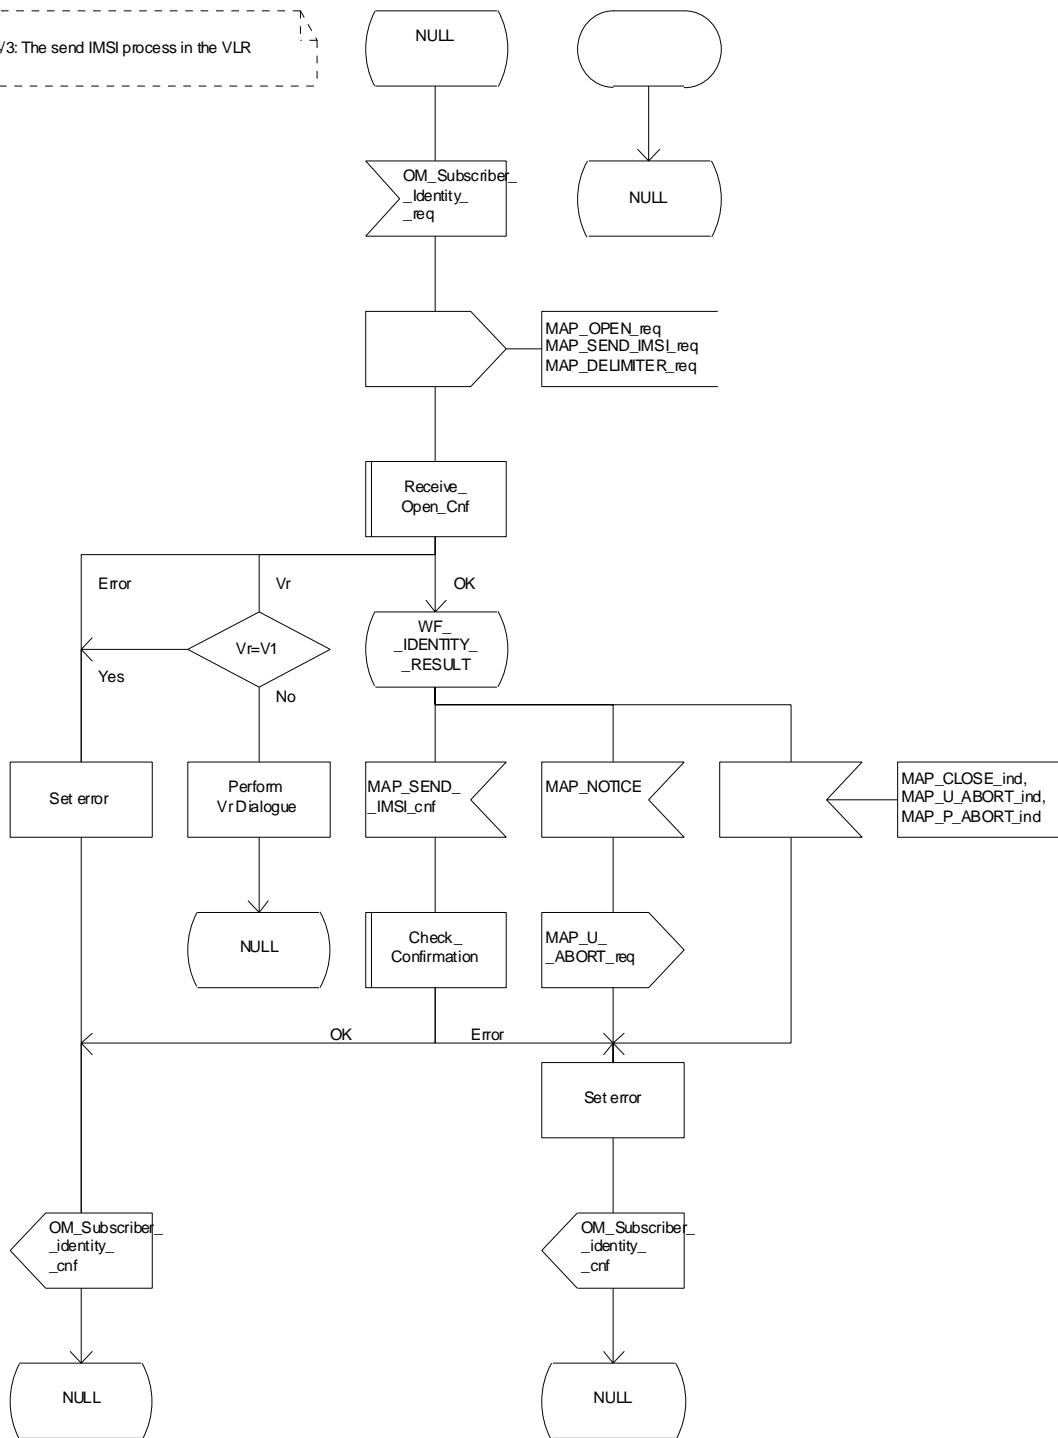 /3: The send IMSI process in the VLR
NULL
OM_Subscriber_
_Identity_
_req
NULL
MAP_OPEN_req
MAP_SEND_IMSI_req
MAP_DELIMITER_req
Receive_
Open_Cnf
Error
Vr
OK
Vr=V1
WF_
_IDENTITY_
_RESULT
Yes
No
Set error
Perform
Vr Dialogue
MAP_SEND_
_IMSI_cnf
MAP_NOTICE
MAP_CLOSE_ind,
MAP_U_ABORT_ind,
MAP_P_ABORT_ind
NULL
Check_
Confirmation
MAP_U_
_ABORT_req
OK
Error
Set error
OM_Subscriber_
_identity_
_cnf
OM_Subscriber_
_identity_
_cnf
NULL
NULL